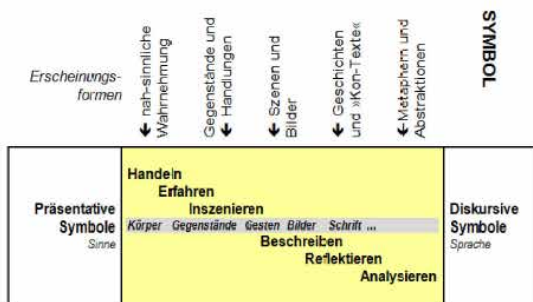 Erscheinungs-
formen
← nah-sinnliche
Wahrnehmung
Gegenstände und
← Handlungen
← Szenen und
Bilder
← Geschichten
und »Kon-Texte«
← Metaphern und
Abstraktionen
SYMBOL
Präsentative
Symbole
Sinne
Handeln
Erfahren
Inszenieren
Körper Gegenstände Gesten Bilder Schrift ...
Beschreiben
Reflektieren
Analysieren
Diskursive
Symbole
Sprache